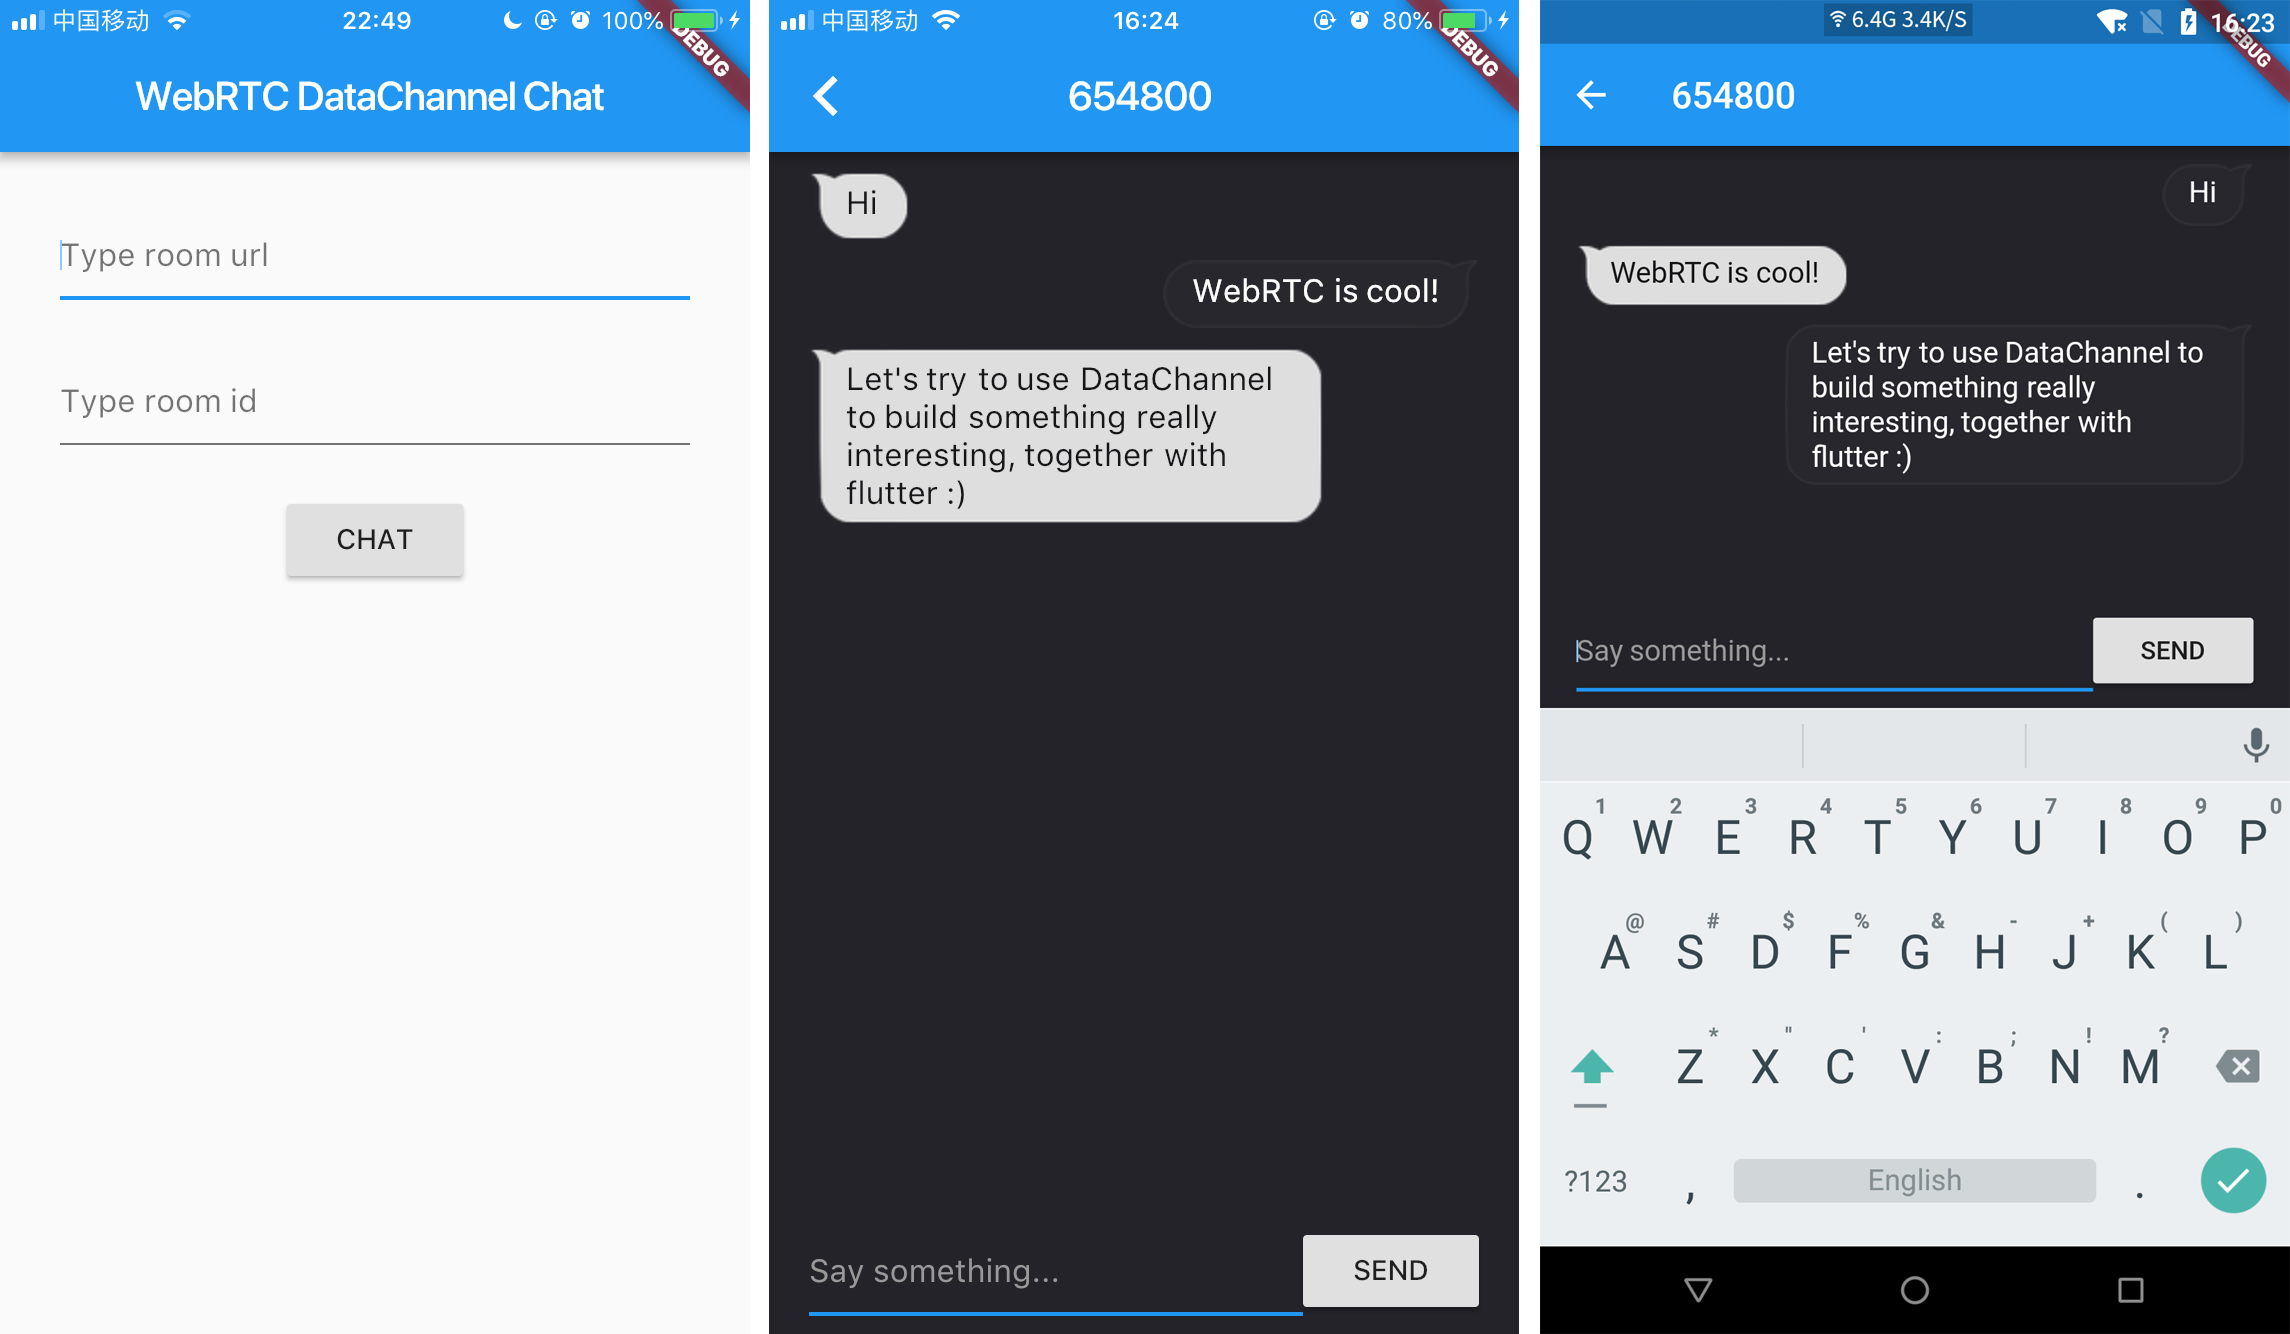 中国移动 22:49 100%
DEBUG
WebRTC DataChannel Chat
Type room url
Type room id
CHAT
中国移动 16:24 80%
DEBUG
654800
Hi
WebRTC is cool!
Let's try to use DataChannel
to build something really
interesting, together with
flutter :)
Say something...
SEND
6.4G 3.4K/S 16:23
DEBUG
654800
Hi
WebRTC is cool!
Let's try to use DataChannel to
build something really
interesting, together with
flutter :)
Say something...
SEND
1 2 3 4 5 6 7 8 9 0
Q W E R T Y U I O P
@ # $ % & - + ( )
A S D F G H J K L
* " ' : ; ! ?
Z X C V B N M
?123 , English .